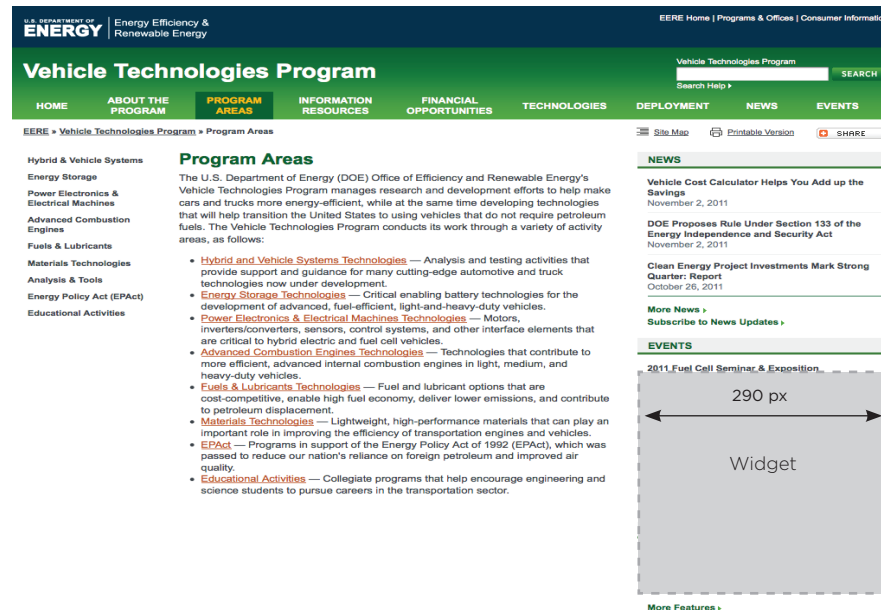 U.S. DEPARTMENT OF
ENERGY
Energy Efficiency &
Renewable Energy
EERE Home | Programs & Offices | Consumer Informatio
Vehicle Technologies Program
Vehicle Technologies Program
SEARCH
Search Help
HOME
ABOUT THE
PROGRAM
PROGRAM
AREAS
INFORMATION
RESOURCES
FINANCIAL
OPPORTUNITIES
TECHNOLOGIES
DEPLOYMENT
NEWS
EVENTS
EERE » Vehicle Technologies Program » Program Areas
Site Map
Printable Version
SHARE
Hybrid & Vehicle Systems
Energy Storage
Power Electronics &
Electrical Machines
Advanced Combustion
Engines
Fuels & Lubricants
Materials Technologies
Analysis & Tools
Energy Policy Act (EPAct)
Educational Activities
Program Areas
The U.S. Department of Energy (DOE) Office of Efficiency and Renewable Energy's
Vehicle Technologies Program manages research and development efforts to help make
cars and trucks more energy-efficient, while at the same time developing technologies
that will help transition the United States to using vehicles that do not require petroleum
fuels. The Vehicle Technologies Program conducts its work through a variety of activity
areas, as follows:
• Hybrid and Vehicle Systems Technologies — Analysis and testing activities that
provide support and guidance for many cutting-edge automotive and truck
technologies now under development.
• Energy Storage Technologies — Critical enabling battery technologies for the
development of advanced, fuel-efficient, light-and-heavy-duty vehicles.
• Power Electronics & Electrical Machines Technologies — Motors,
inverters/converters, sensors, control systems, and other interface elements that
are critical to hybrid electric and fuel cell vehicles.
• Advanced Combustion Engines Technologies — Technologies that contribute to
more efficient, advanced internal combustion engines in light, medium, and
heavy-duty vehicles.
• Fuels & Lubricants Technologies — Fuel and lubricant options that are
cost-competitive, enable high fuel economy, deliver lower emissions, and contribute
to petroleum displacement.
• Materials Technologies — Lightweight, high-performance materials that can play an
important role in improving the efficiency of transportation engines and vehicles.
• EPAct — Programs in support of the Energy Policy Act of 1992 (EPAct), which was
passed to reduce our nation's reliance on foreign petroleum and improved air
quality.
• Educational Activities — Collegiate programs that help encourage engineering and
science students to pursue careers in the transportation sector.
NEWS
Vehicle Cost Calculator Helps You Add up the
Savings
November 2, 2011
DOE Proposes Rule Under Section 133 of the
Energy Independence and Security Act
November 2, 2011
Clean Energy Project Investments Mark Strong
Quarter: Report
October 26, 2011
More News
Subscribe to News Updates
EVENTS
2011 Fuel Cell Seminar & Exposition
290 px
Widget
More Features